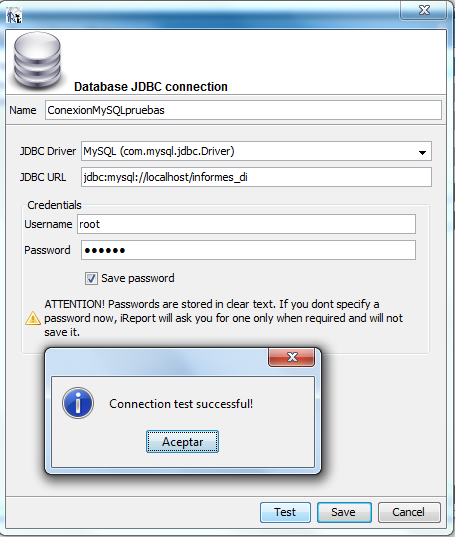 Database JDBC connection
Name ConexionMySQLpruebas
JDBC Driver MySQL (com.mysql.jdbc.Driver)
JDBC URL jdbc:mysql://localhost/informes_di
Credentials
Username root
Password ●●●●●●
Save password
ATTENTION! Passwords are stored in clear text. If you dont specify a
password now, iReport will ask you for one only when required and will not
save it.
Connection test successful!
Aceptar
Test Save Cancel